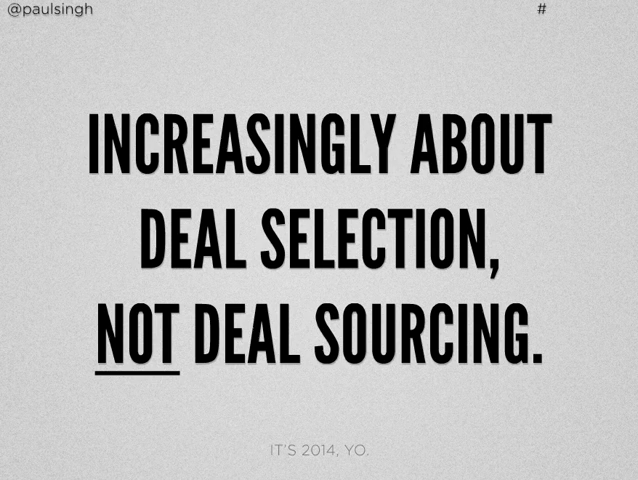 @paulsingh
#
INCREASINGLY ABOUT
DEAL SELECTION,
NOT DEAL SOURCING.
IT'S 2014, YO.